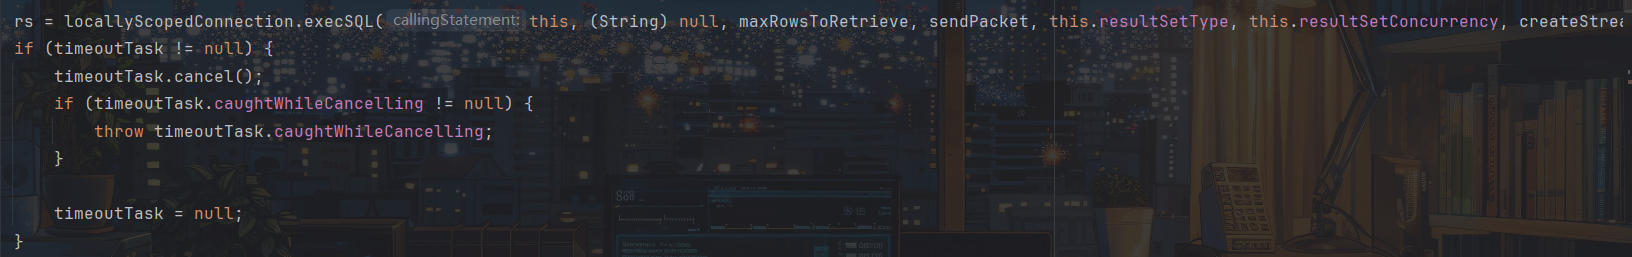 rs = locallyScopedConnection.execSQL( callingStatement: this, (String) null, maxRowsToRetrieve, sendPacket, this.resultSetType, this.resultSetConcurrency, createStrea
if (timeoutTask != null) {
    timeoutTask.cancel();
    if (timeoutTask.caughtWhileCancelling != null) {
        throw timeoutTask.caughtWhileCancelling;
    }
    timeoutTask = null;
}